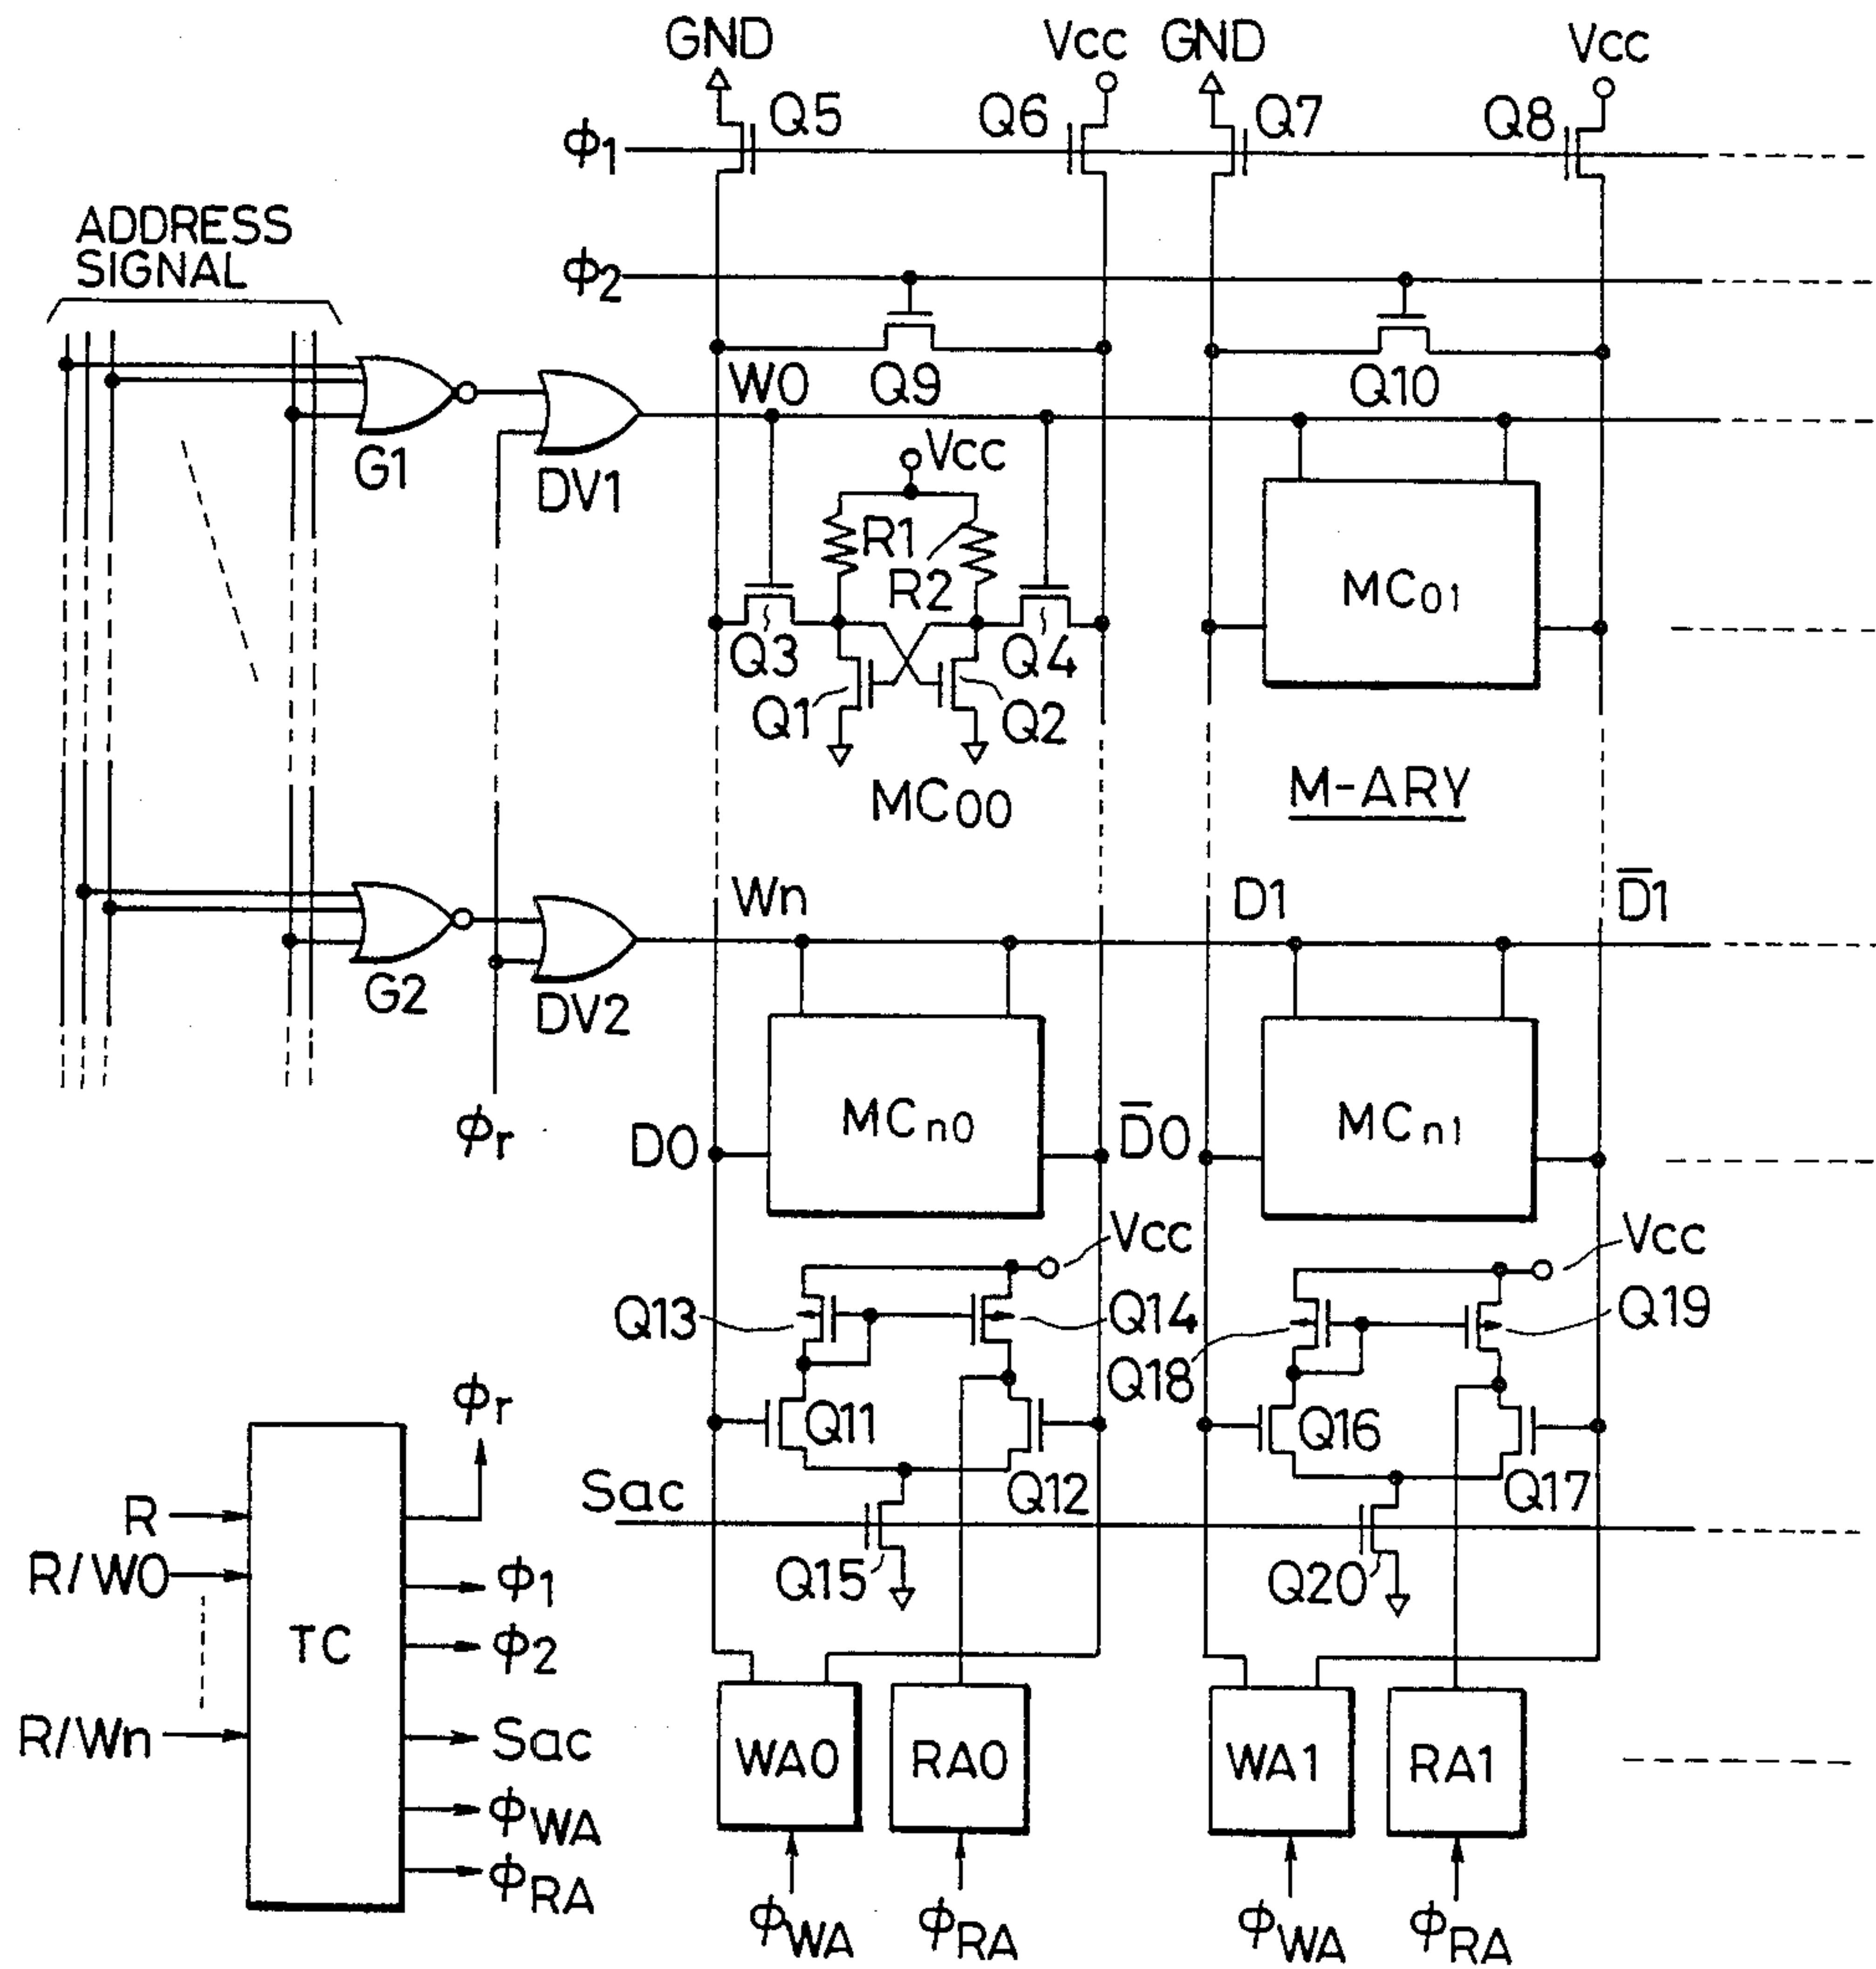 GND Vcc GND Vcc
Q5 Q6 Q7 Q8
ϕ1
ADDRESS
SIGNAL
ϕ2
W0 Q9 Q10
G1 DV1 Vcc
R1
R2 MC01
Q3 Q4
Q1 Q2
MC00 M-ARY
Wn D1 D̅1
G2 DV2
ϕr D0 MCn0 D̅0 MCn1
Vcc Vcc
Q13 Q14 Q18 Q19
ϕr Q11 Q16
Sac Q12 Q17
R
R/W0 Q15 Q20
ϕ1
TC ϕ2
R/Wn Sac WA0 RA0 WA1 RA1
ϕWA
ϕRA
ϕWA ϕRA ϕWA ϕRA